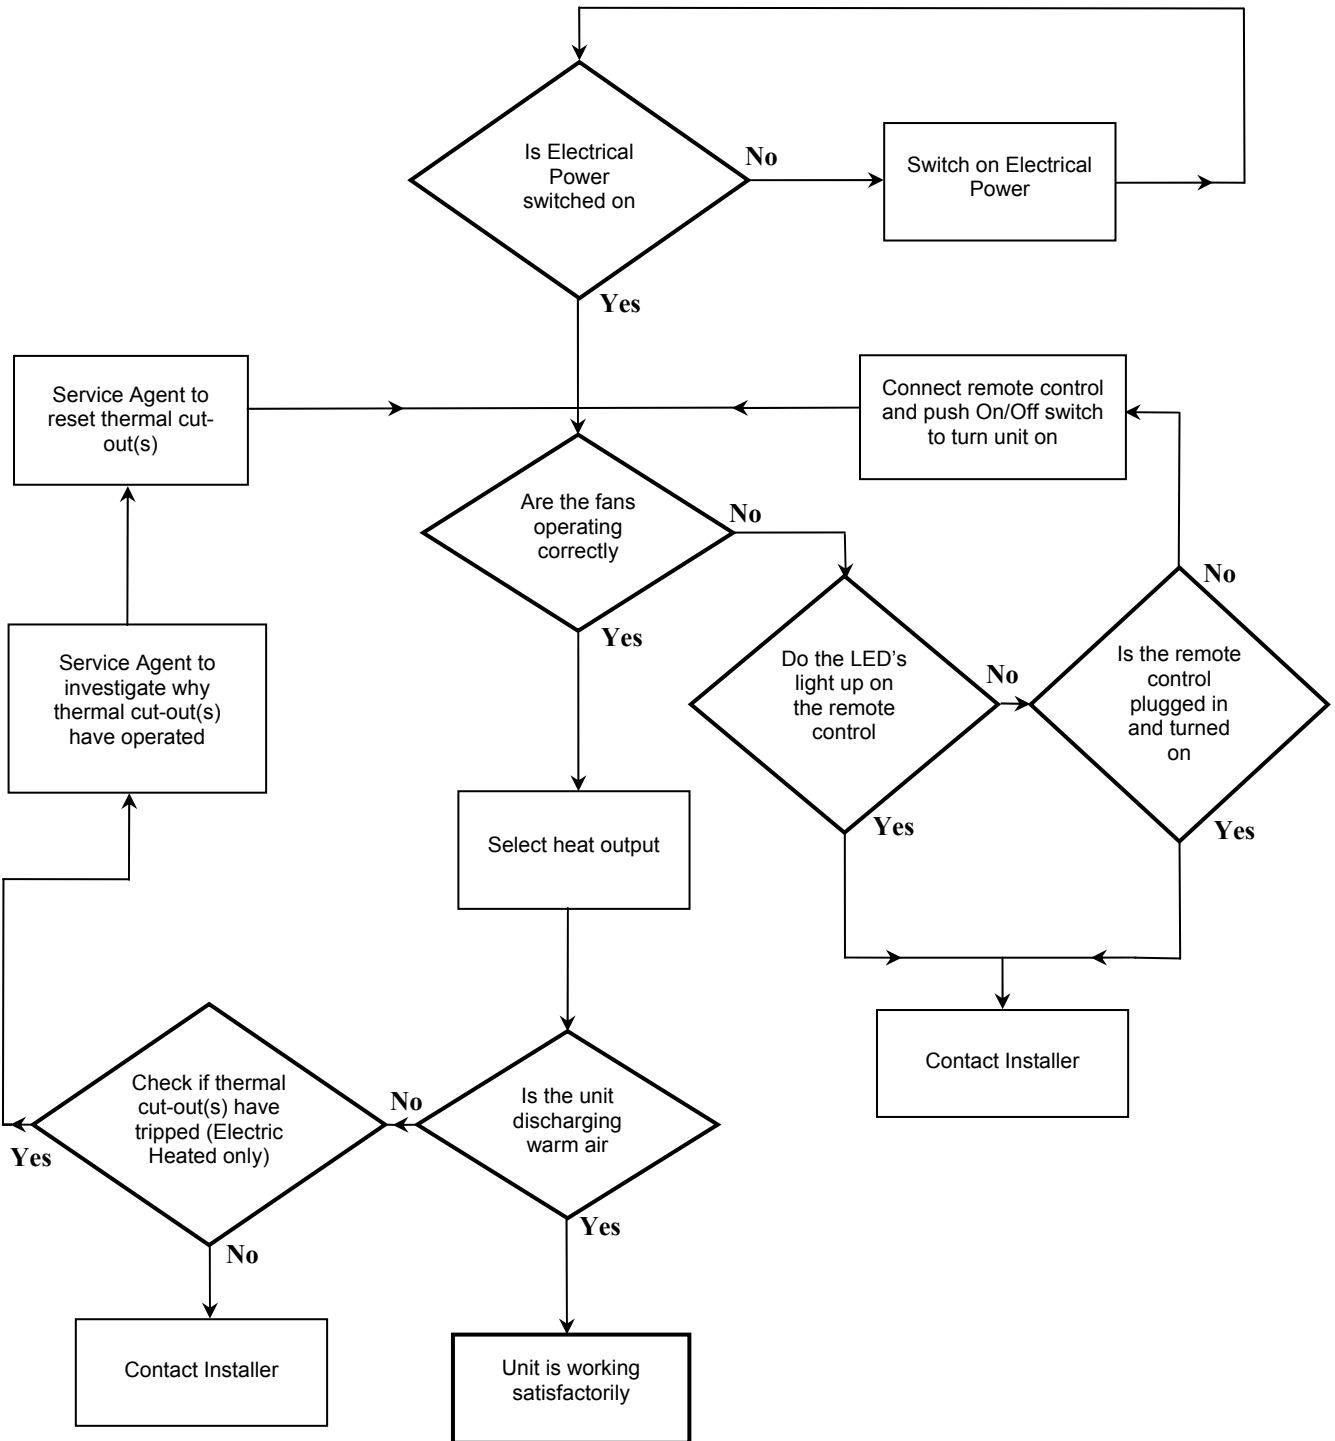 Is Electrical
Power
switched on
No
Switch on Electrical
Power
Yes
Service Agent to
reset thermal cut-
out(s)
Connect remote control
and push On/Off switch
to turn unit on
Are the fans
operating
correctly
No
Yes
No
Service Agent to
investigate why
thermal cut-out(s)
have operated
Do the LED’s
light up on
the remote
control
No
Is the remote
control
plugged in
and turned
on
Yes
Yes
Select heat output
Check if thermal
cut-out(s) have
tripped (Electric
Heated only)
Yes
No
No
Is the unit
discharging
warm air
Yes
Contact Installer
Contact Installer
Unit is working
satisfactorily